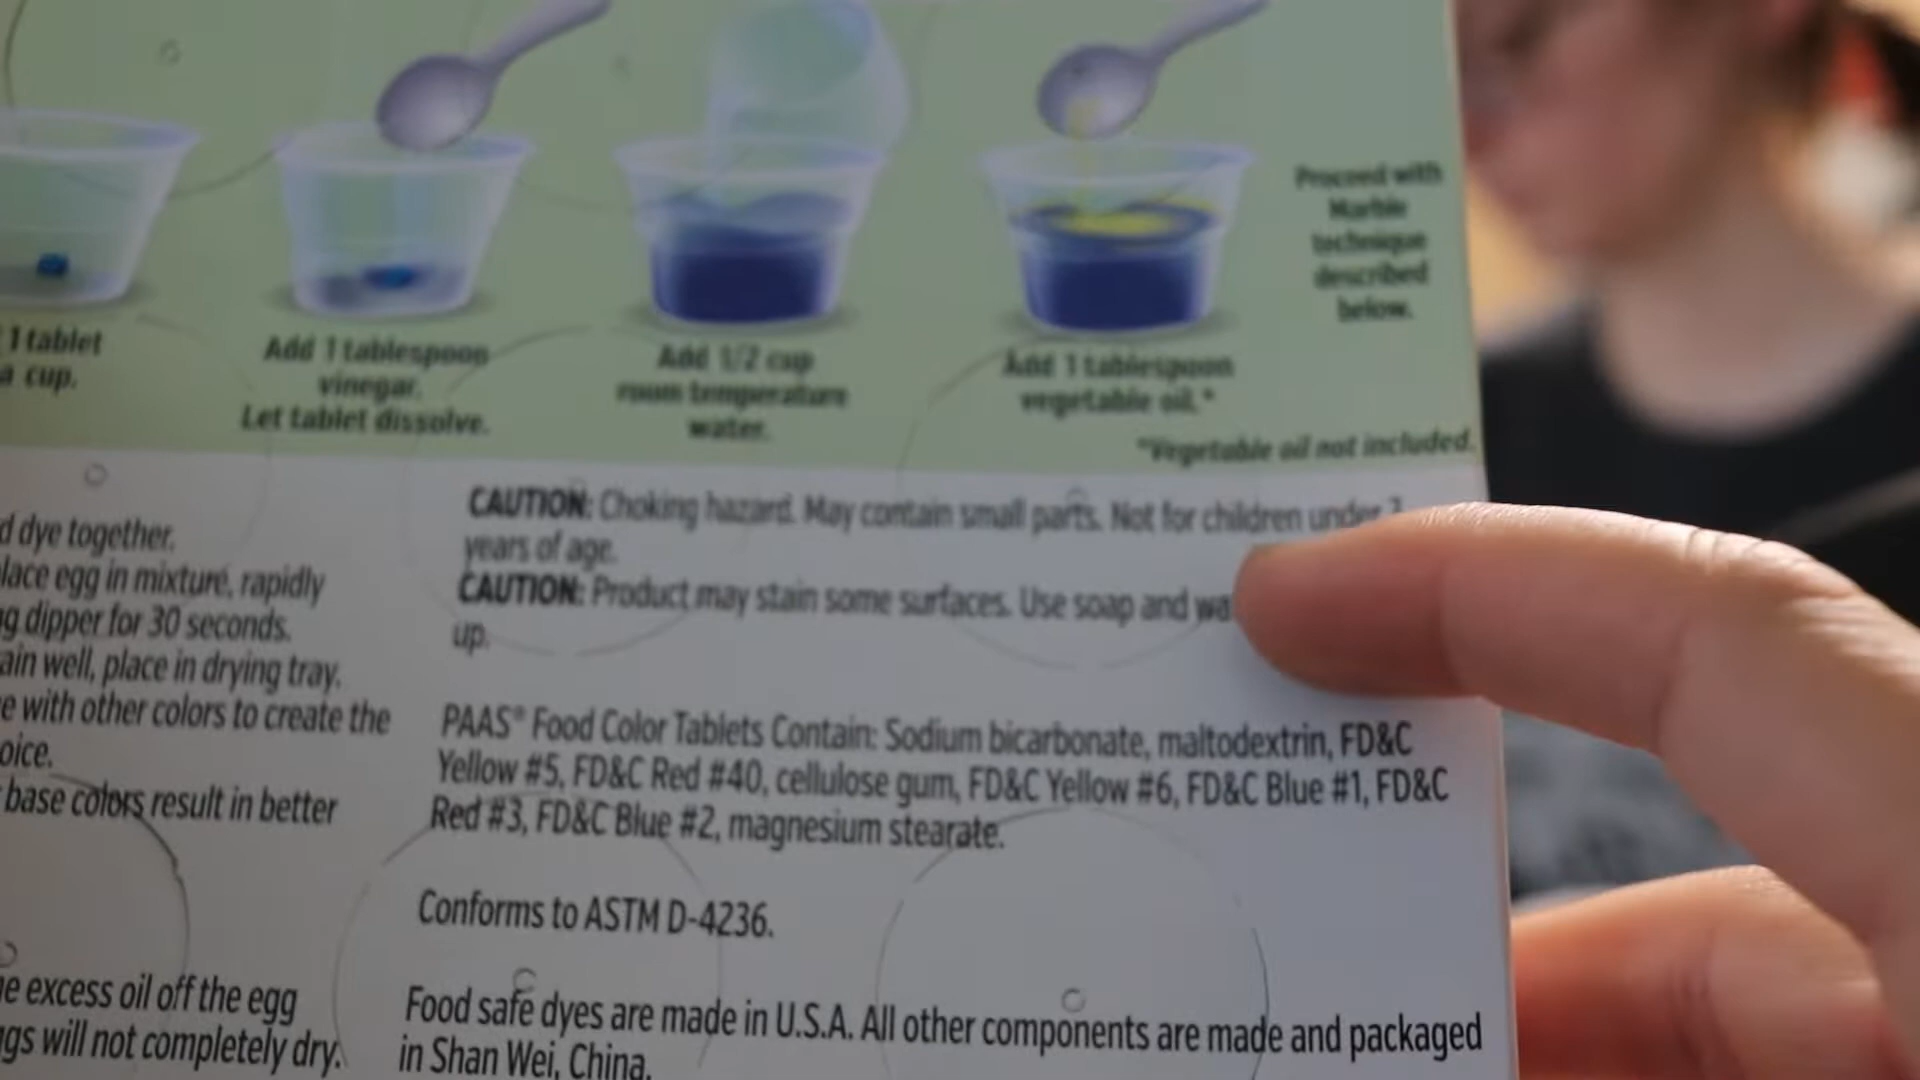 1 tablet
a cup.
Add 1 tablespoon
vinegar.
Let tablet dissolve.
Add 1/2 cup
room temperature
water.
Add 1 tablespoon
vegetable oil.*
Proceed with
Marble
technique
described
below.
*Vegetable oil not included.
d dye together.
lace egg in mixture, rapidly
g dipper for 30 seconds.
ain well, place in drying tray.
e with other colors to create the
oice.
base colors result in better
e excess oil off the egg
gs will not completely dry.
CAUTION: Choking hazard. May contain small parts. Not for children under
years of age.
CAUTION: Product may stain some surfaces. Use soap and wa
up.
PAAS® Food Color Tablets Contain: Sodium bicarbonate, maltodextrin, FD&C
Yellow #5, FD&C Red #40, cellulose gum, FD&C Yellow #6, FD&C Blue #1, FD&C
Red #3, FD&C Blue #2, magnesium stearate.
Conforms to ASTM D-4236.
Food safe dyes are made in U.S.A. All other components are made and packaged
in Shan Wei, China.